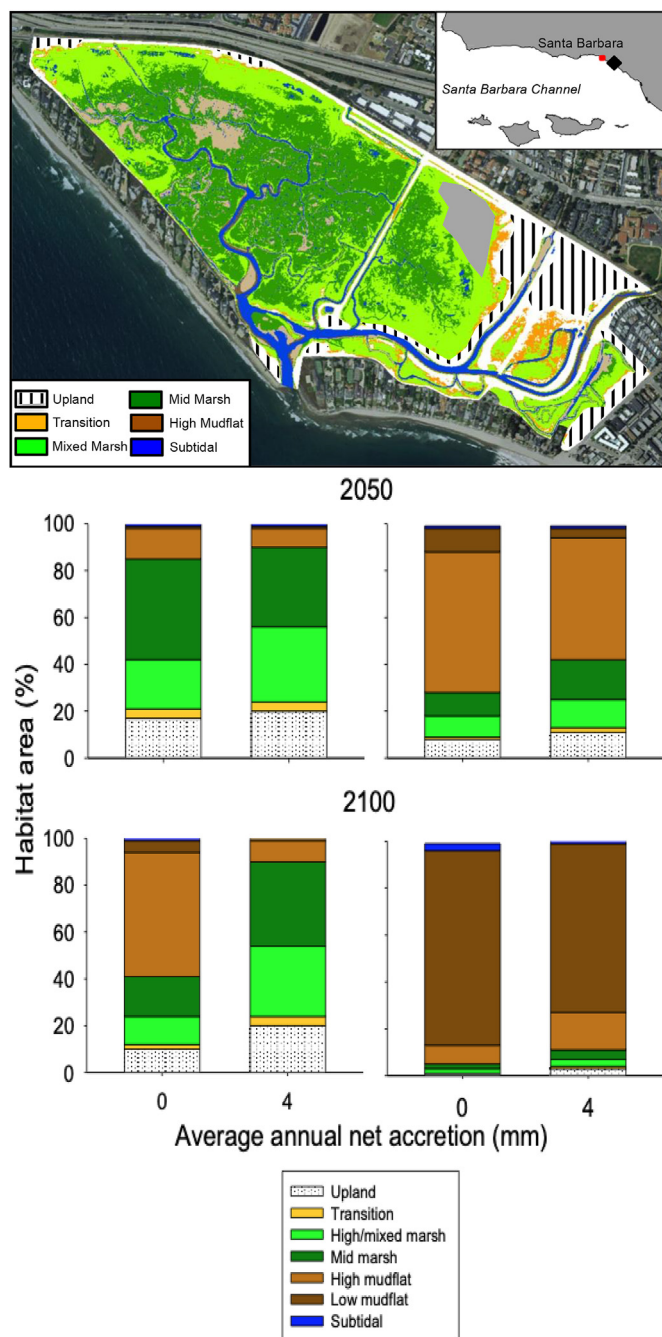 Santa Barbara
Santa Barbara Channel
Upland
Mid Marsh
Transition
High Mudflat
Mixed Marsh
Subtidal
2050
100
80
60
40
20
0
Habitat area (%)
2100
100
80
60
40
20
0
0
4
0
4
Average annual net accretion (mm)
Upland
Transition
High/mixed marsh
Mid marsh
High mudflat
Low mudflat
Subtidal